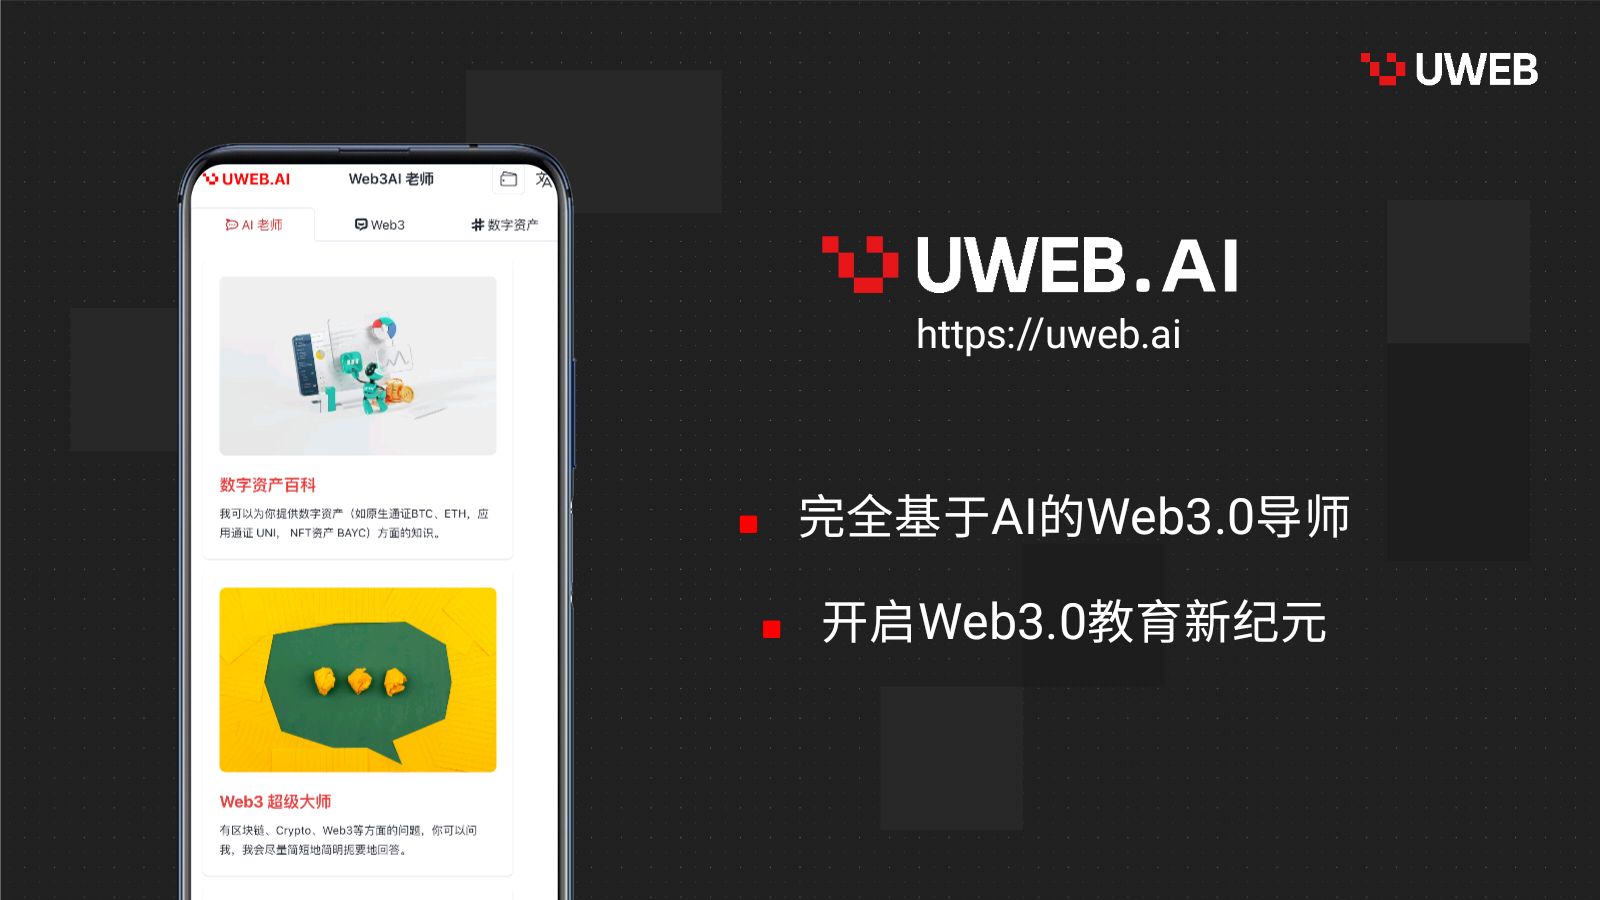 UWEB
UWEB.AI
Web3AI 老师
AI 老师
Web3
数字资产
数字资产百科
我可以为你提供数字资产（如原生通证BTC、ETH，应
用通证 UNI， NFT资产 BAYC）方面的知识。
Web3 超级大师
有区块链、Crypto、Web3等方面的问题，你可以问
我，我会尽量简短地简明扼要地回答。
UWEB.AI
https://uweb.ai
完全基于AI的Web3.0导师
开启Web3.0教育新纪元